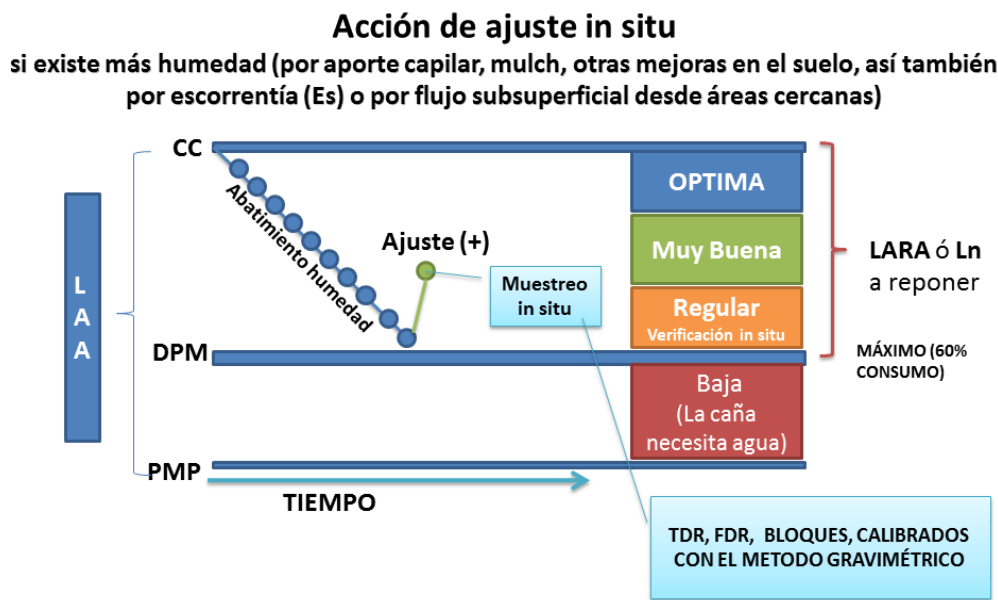 Acción de ajuste in situ
si existe más humedad (por aporte capilar, mulch, otras mejoras en el suelo, así también
por escorrentía (Es) o por flujo subsuperficial desde áreas cercanas)
CC
OPTIMA
Abatimiento humedad
Ajuste (+)
Muy Buena
LARA ó Ln
a reponer
L
A
A
Muestreo
in situ
Regular
Verificación in situ
DPM
MÁXIMO (60%
CONSUMO)
Baja
(La caña
necesita agua)
PMP
TIEMPO
TDR, FDR, BLOQUES, CALIBRADOS
CON EL METODO GRAVIMÉTRICO